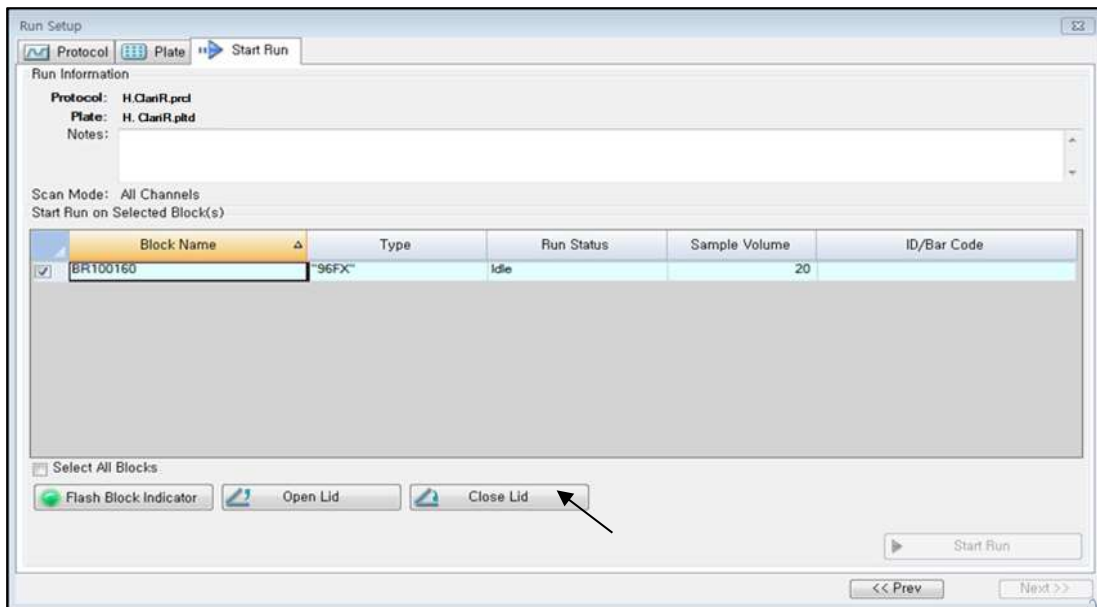 Run Setup
Protocol Plate Start Run
Run Information
Protocol: H.ClariR.prcl
Plate: H. ClariR.pltd
Notes:
Scan Mode: All Channels
Start Run on Selected Block(s)
Block Name Type Run Status Sample Volume ID/Bar Code
BR100160 "96FX" Idle 20
Select All Blocks
Flash Block Indicator Open Lid Close Lid
Start Run
<< Prev Next >>